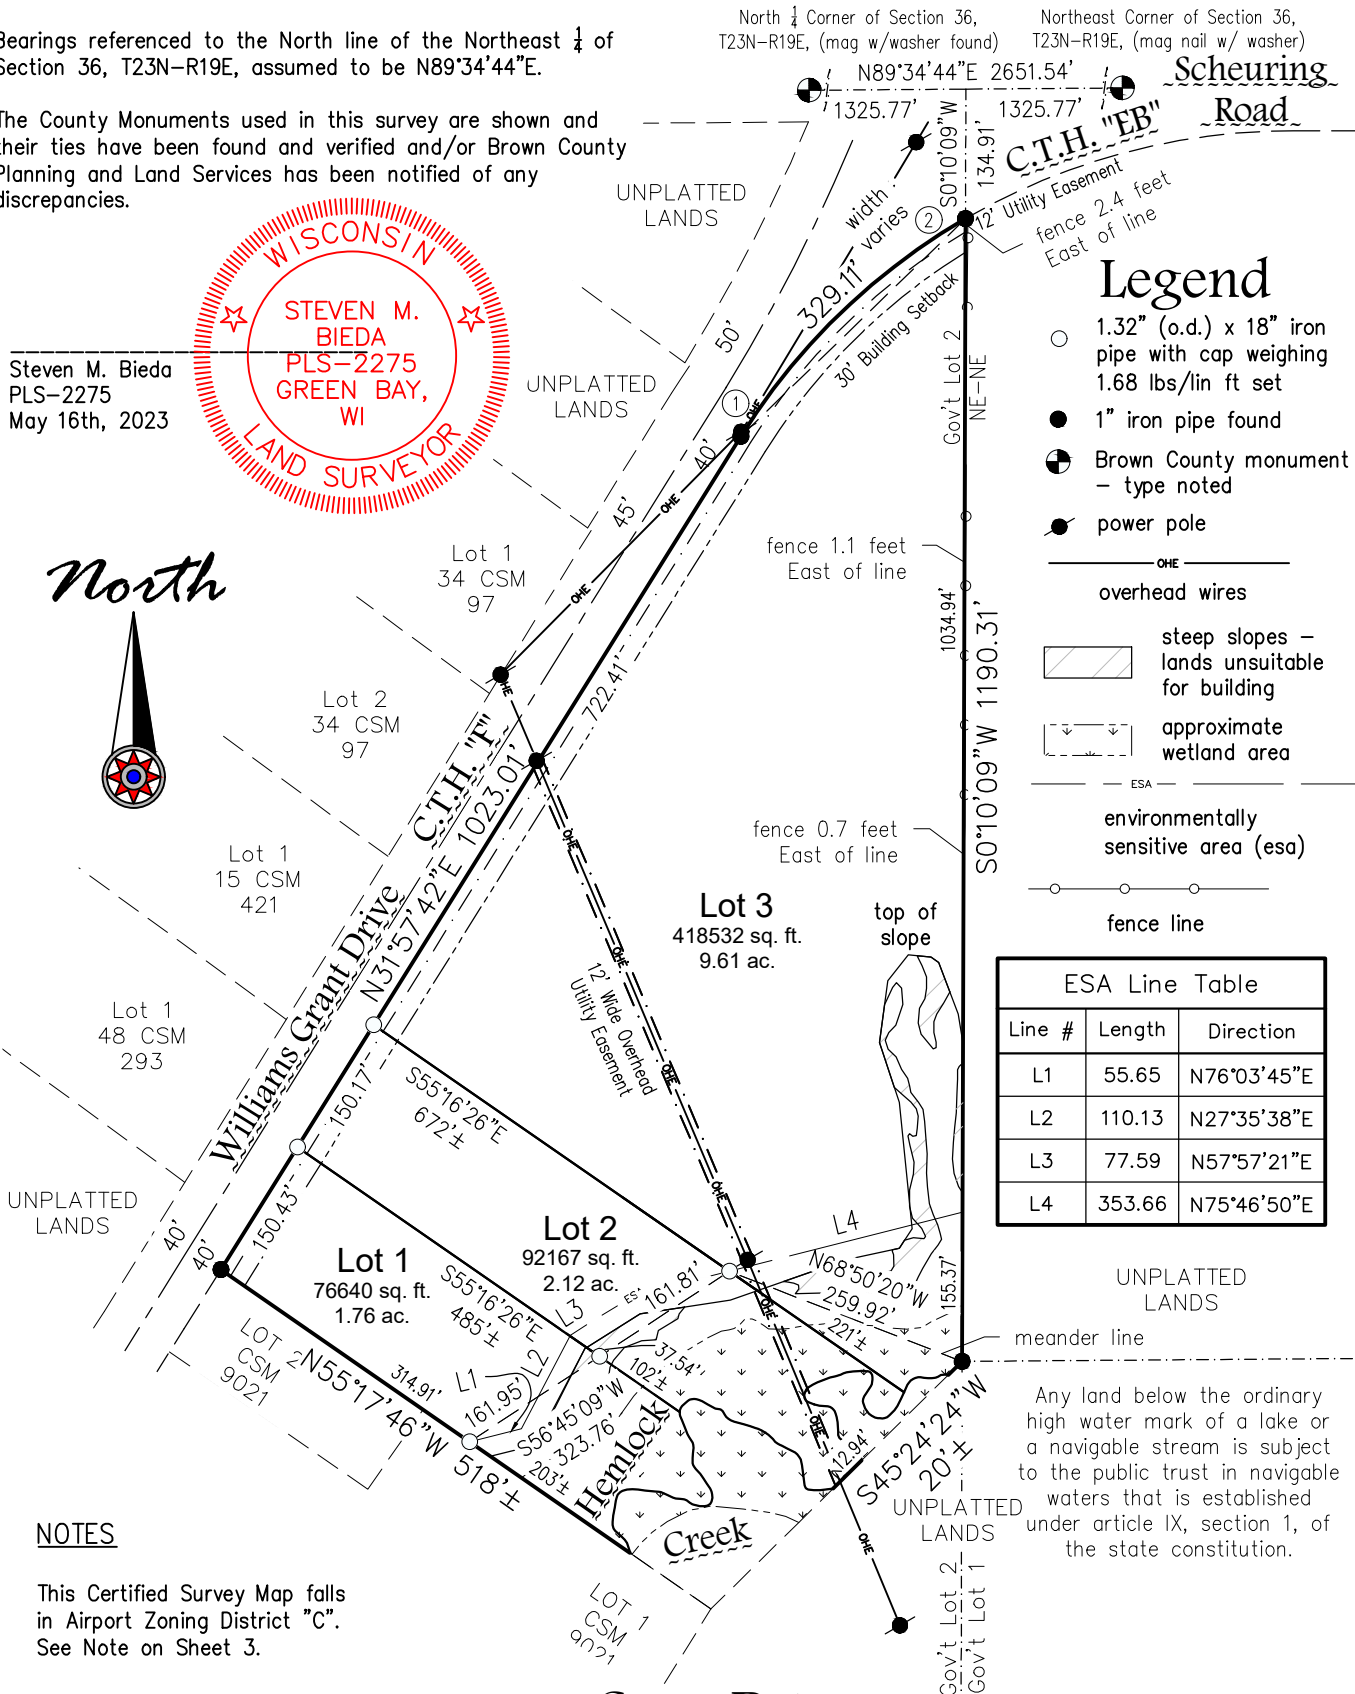 Bearings referenced to the North line of the Northeast ¼ of
Section 36, T23N-R19E, assumed to be N89°34'44"E.
The County Monuments used in this survey are shown and
their ties have been found and verified and/or Brown County
Planning and Land Services has been notified of any
discrepancies.
North ¼ Corner of Section 36,
T23N-R19E, (mag w/washer found)
Northeast Corner of Section 36,
T23N-R19E, (mag nail w/ washer)
N89°34'44"E 2651.54'
1325.77'
1325.77'
Scheuring
Road
C.T.H. "EB"
S0°10'09"W
134.91'
12' Utility Easement
fence 2.4 feet
East of line
width
varies
2
329.11'
30' Building Setback
Gov't Lot 2
NE-NE
UNPLATTED
LANDS
50'
UNPLATTED
LANDS
1
40'
45'
WISCONSIN
STEVEN M.
BIEDA
PLS-2275
GREEN BAY,
WI
LAND SURVEYOR
Steven M. Bieda
PLS-2275
May 16th, 2023
Legend
1.32" (o.d.) x 18" iron
pipe with cap weighing
1.68 lbs/lin ft set
1" iron pipe found
Brown County monument
- type noted
power pole
OHE
overhead wires
steep slopes -
lands unsuitable
for building
approximate
wetland area
ESA
environmentally
sensitive area (esa)
fence line
North
OHE
OHE
OHE
HE
Lot 1
34 CSM
97
Lot 2
34 CSM
97
Lot 1
15 CSM
421
Lot 1
48 CSM
293
UNPLATTED
LANDS
fence 1.1 feet
East of line
1034.94'
S0°10'09"W 1190.31'
722.41'
C.T.H. "F"
N31°57'42"E 1023.01'
Williams Grant Drive
fence 0.7 feet
East of line
OHE
Lot 3
418532 sq. ft.
9.61 ac.
top of
slope
OHE
12' Wide Overhead
Utility Easement
OHE
OHE
ESA Line Table
Line # Length Direction
L1 55.65 N76°03'45"E
L2 110.13 N27°35'38"E
L3 77.59 N57°57'21"E
L4 353.66 N75°46'50"E
150.17'
S55°16'26"E
672'±
150.43'
40'
40'
Lot 2
92167 sq. ft.
2.12 ac.
Lot 1
76640 sq. ft.
1.76 ac.
S55°16'26"E
485'±
L4
N68°50'20"W
259.92'
155.37'
161.81'
ES
L3
OHE
221'±
L2
L1
37.54'
102'±
161.95'
314.91'
S56°45'09"W
323.76'
203'±
LOT 2
CSM
9021
N55°17'46"W 518'±
Hemlock
Creek
OHE
12.94'
S45°24'24"W
20'±
meander line
UNPLATTED
LANDS
UNPLATTED
LANDS
OHE
Any land below the ordinary
high water mark of a lake or
a navigable stream is subject
to the public trust in navigable
waters that is established
under article IX, section 1, of
the state constitution.
LOT 1
CSM
9021
Gov't Lot 2
Gov't Lot 1
NOTES
This Certified Survey Map falls
in Airport Zoning District "C".
See Note on Sheet 3.